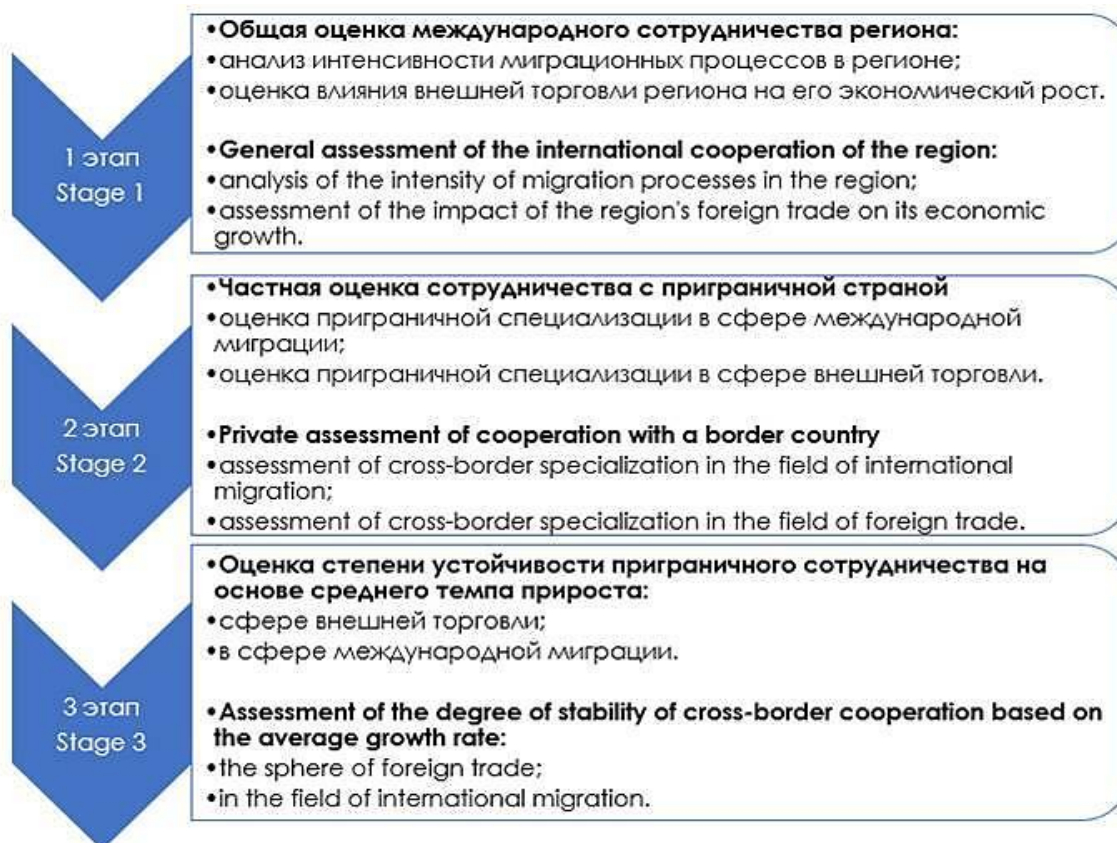 1 этап
Stage 1
•Общая оценка международного сотрудничества региона:
•анализ интенсивности миграционных процессов в регионе;
•оценка влияния внешней торговли региона на его экономический рост.
•General assessment of the international cooperation of the region:
•analysis of the intensity of migration processes in the region;
•assessment of the impact of the region's foreign trade on its economic
growth.
2 этап
Stage 2
•Частная оценка сотрудничества с приграничной страной
•оценка приграничной специализации в сфере международной
миграции;
•оценка приграничной специализации в сфере внешней торговли.
•Private assessment of cooperation with a border country
•assessment of cross-border specialization in the field of international
migration;
•assessment of cross-border specialization in the field of foreign trade.
3 этап
Stage 3
•Оценка степени устойчивости приграничного сотрудничества на
основе среднего темпа прироста:
•сфере внешней торговли;
•в сфере международной миграции.
•Assessment of the degree of stability of cross-border cooperation based on
the average growth rate:
•the sphere of foreign trade;
•in the field of international migration.